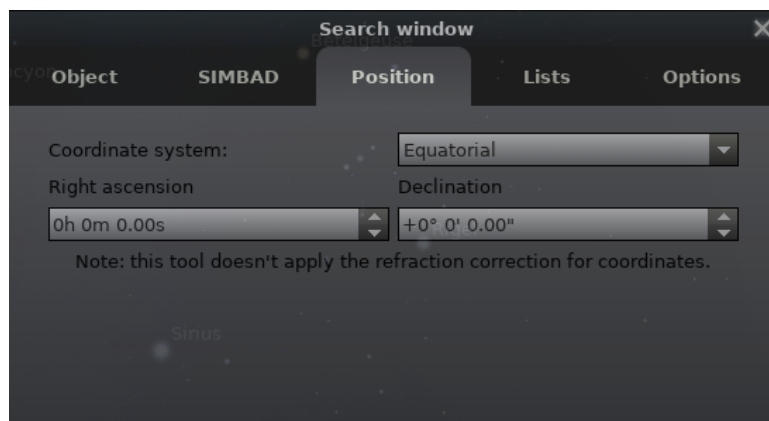 Search window
Betelgeuse
Object SIMBAD Position Lists Options
Coordinate system: Equatorial
Right ascension Declination
0h 0m 0.00s +0° 0' 0.00"
Note: this tool doesn't apply the refraction correction for coordinates.
Sirius